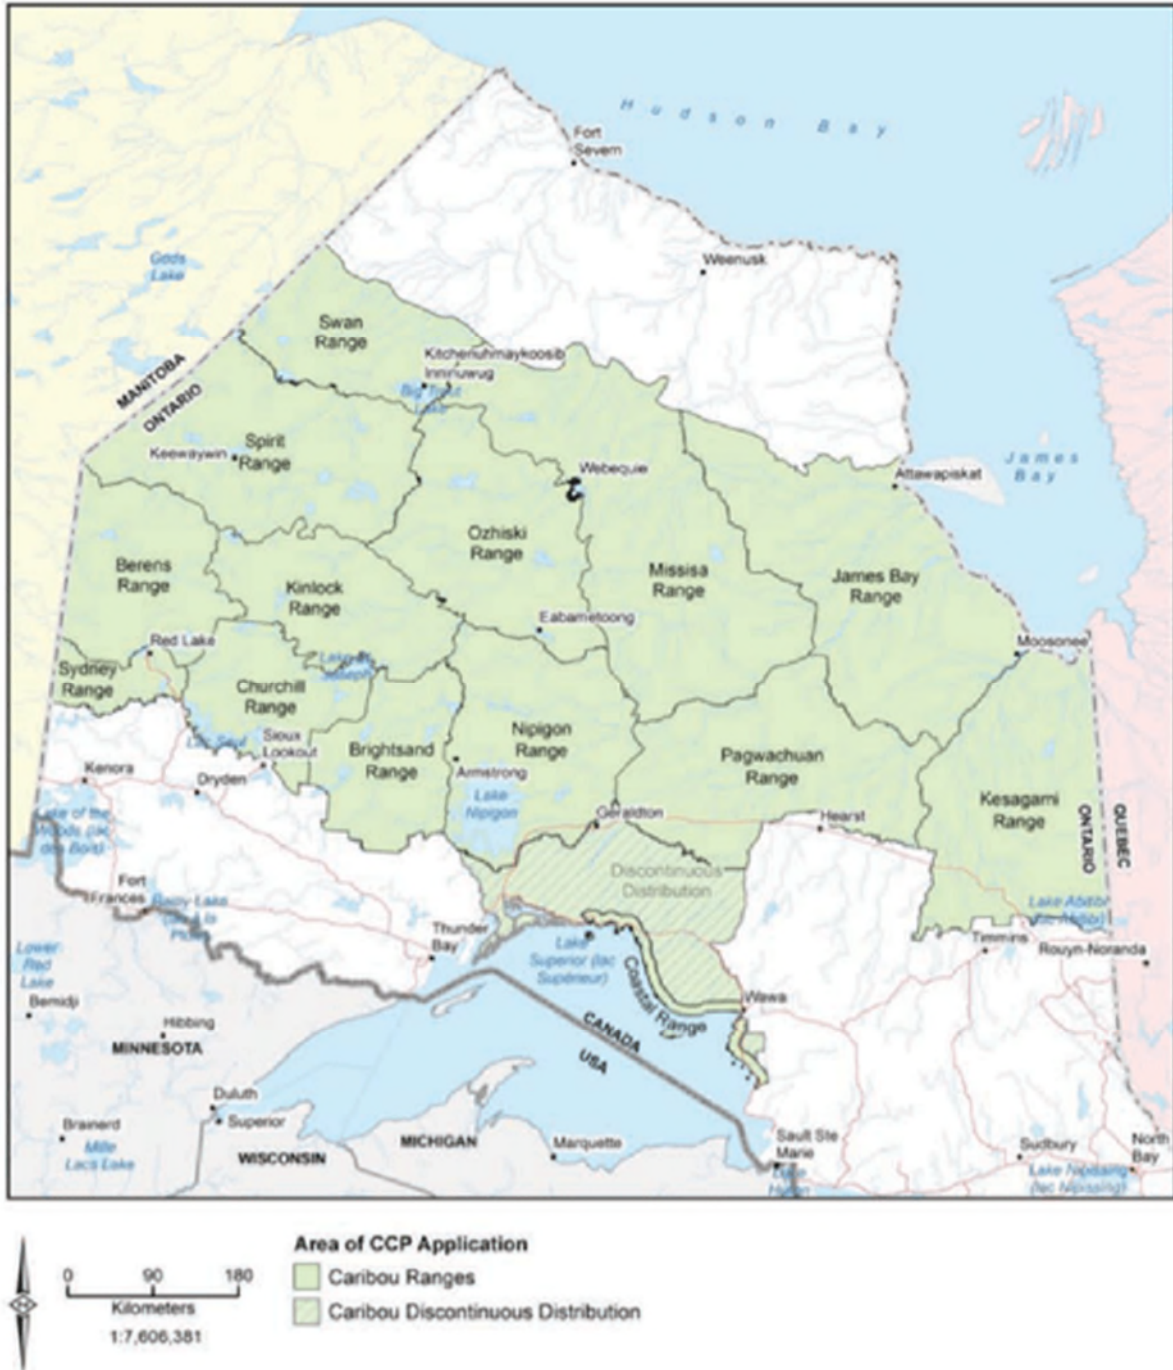 Hudson Bay
Fort
Severn
Weenusk
Gods
Lake
Swan
Range
Kitchenuhmaykoosib
Inninuwug
Big Trout
Lake
MANITOBA
ONTARIO
Keewaywin
Spirit
Range
Webequie
Attawapiskat
James
Bay
Ozhiski
Range
Berens
Range
Kinlock
Range
Missisa
Range
James Bay
Range
Eabametoong
Red Lake
Moosonee
Sydney
Range
Lake St.
Joseph
Churchill
Range
Lac Seul
Sioux
Lookout
Brightsand
Range
Nipigon
Range
Armstrong
Pagwachuan
Range
Kenora
Dryden
Lake
Nipigon
Geraldton
Hearst
Kesagami
Range
ONTARIO
QUEBEC
Lake of the
Woods (lac
des Bois)
Discontinuous
Distribution
Fort
Frances
Rainy Lake
Lake Abitibi
(lac Abitibi)
Thunder
Bay
Timmins
Rouyn-Noranda
Lower
Red
Lake
Lake
Superior (lac
Supérieur)
Coastal Range
Wawa
Bemidji
Hibbing
MINNESOTA
CANADA
USA
Duluth
Superior
Brainerd
Mille
Lacs Lake
WISCONSIN
MICHIGAN
Marquette
Sault Ste
Marie
Lake
Huron
Sudbury
North
Bay
Lake Nipissing
(lac Nipissing)
Area of CCP Application
0 90 180
Kilometers
1:7,606,381
Caribou Ranges
Caribou Discontinuous Distribution